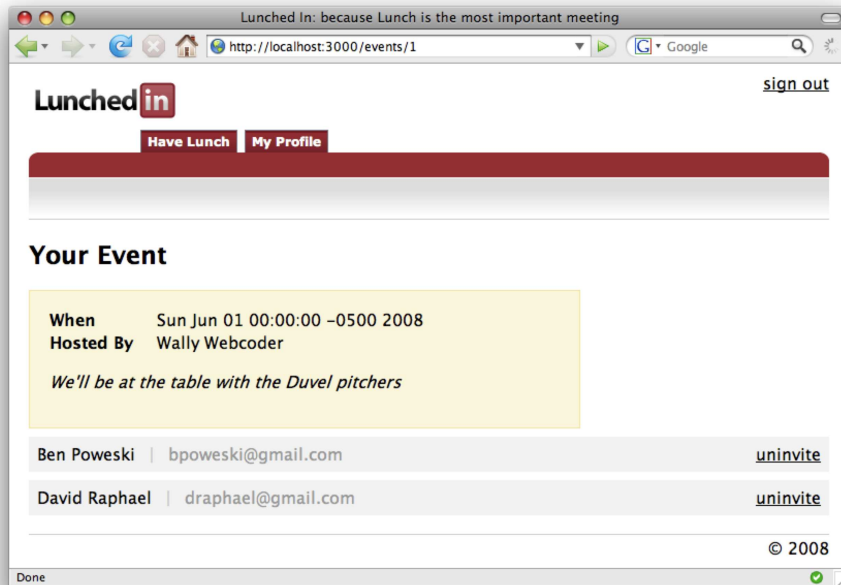 Lunched In: because Lunch is the most important meeting
http://localhost:3000/events/1
G Google
sign out
Lunched in
Have Lunch My Profile
Your Event
When Sun Jun 01 00:00:00 -0500 2008
Hosted By Wally Webcoder
We'll be at the table with the Duvel pitchers
Ben Poweski | bpoweski@gmail.com uninvite
David Raphael | draphael@gmail.com uninvite
© 2008
Done